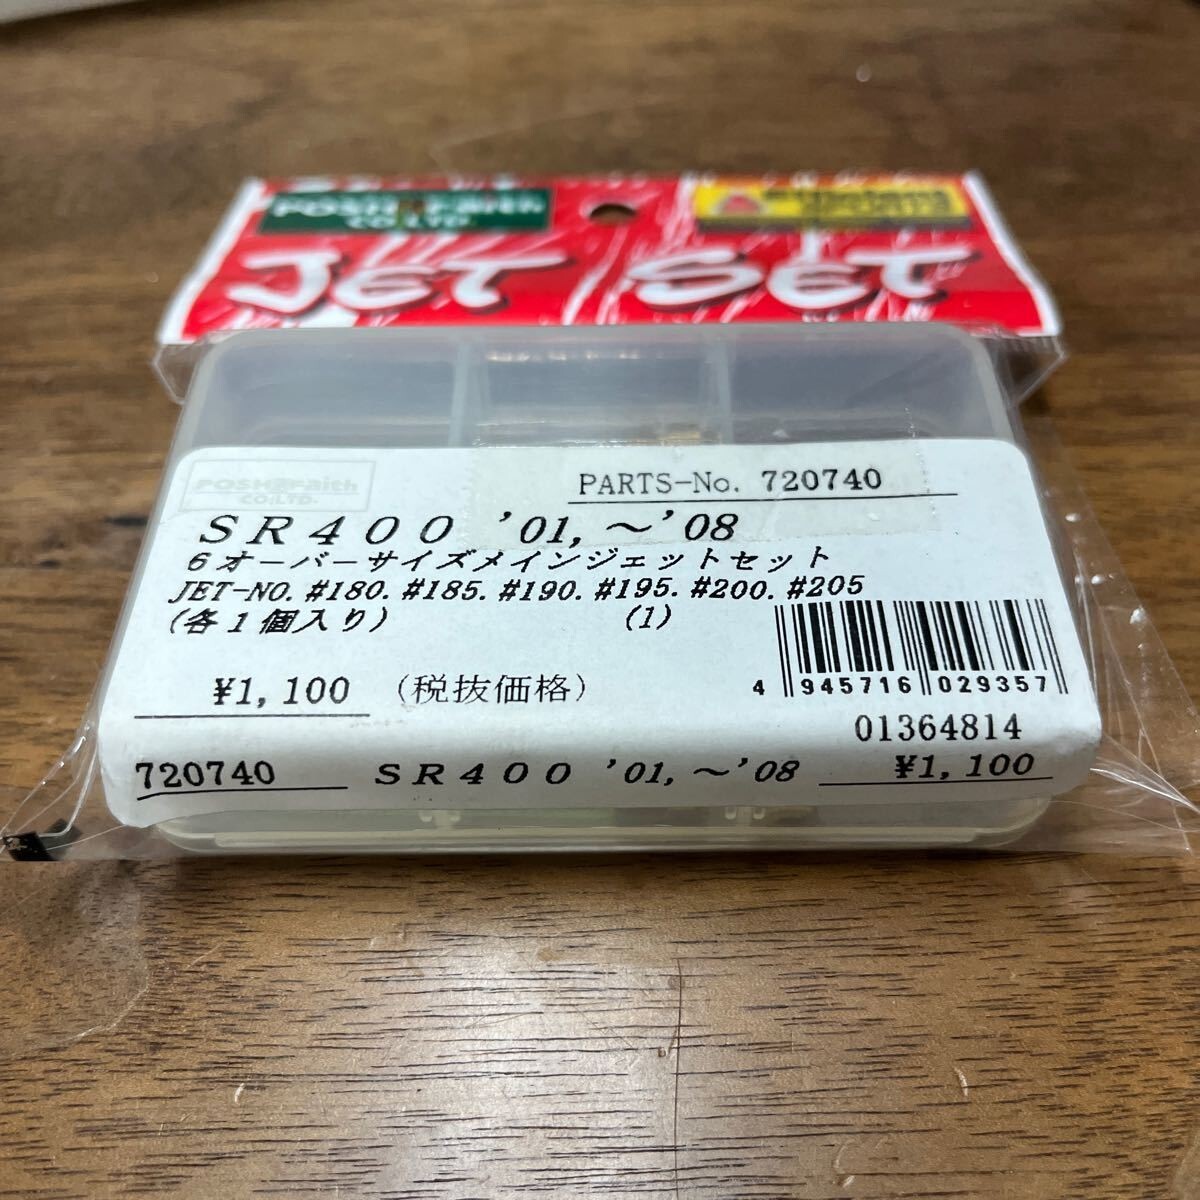 POSH Faith
CO.LTD.
JET SET
POSH Faith
CO.LTD.
PARTS-No. 720740
SR400 '01,〜'08
6オーバーサイズメインジェットセット
JET-NO. #180. #185. #190. #195. #200. #205
(各1個入り) (1)
¥1,100 (税抜価格)
4 945716 029357
01364814
720740 SR400 '01,〜'08 ¥1,100